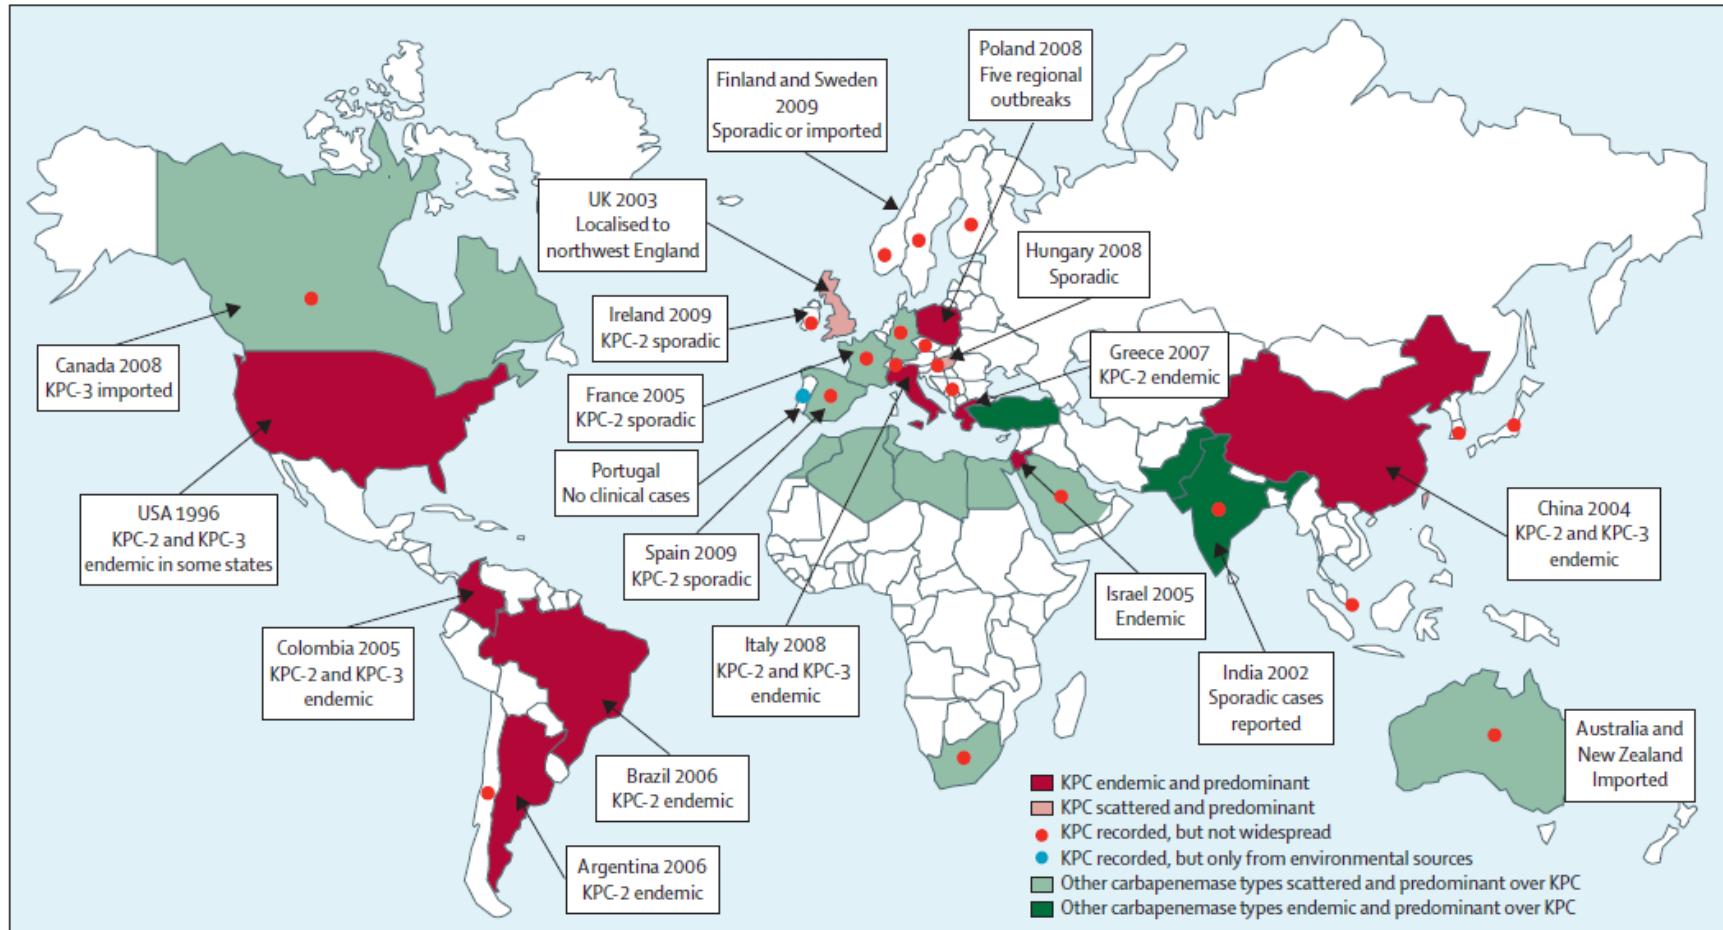 Poland 2008
Five regional
outbreaks
Finland and Sweden
2009
Sporadic or imported
UK 2003
Localised to
northwest England
Hungary 2008
Sporadic
Ireland 2009
KPC-2 sporadic
Greece 2007
KPC-2 endemic
Canada 2008
KPC-3 imported
France 2005
KPC-2 sporadic
Portugal
No clinical cases
USA 1996
KPC-2 and KPC-3
endemic in some states
China 2004
KPC-2 and KPC-3
endemic
Spain 2009
KPC-2 sporadic
Israel 2005
Endemic
Colombia 2005
KPC-2 and KPC-3
endemic
Italy 2008
KPC-2 and KPC-3
endemic
India 2002
Sporadic cases
reported
Australia and
New Zealand
Imported
Brazil 2006
KPC-2 endemic
Argentina 2006
KPC-2 endemic
KPC endemic and predominant
KPC scattered and predominant
KPC recorded, but not widespread
KPC recorded, but only from environmental sources
Other carbapenemase types scattered and predominant over KPC
Other carbapenemase types endemic and predominant over KPC